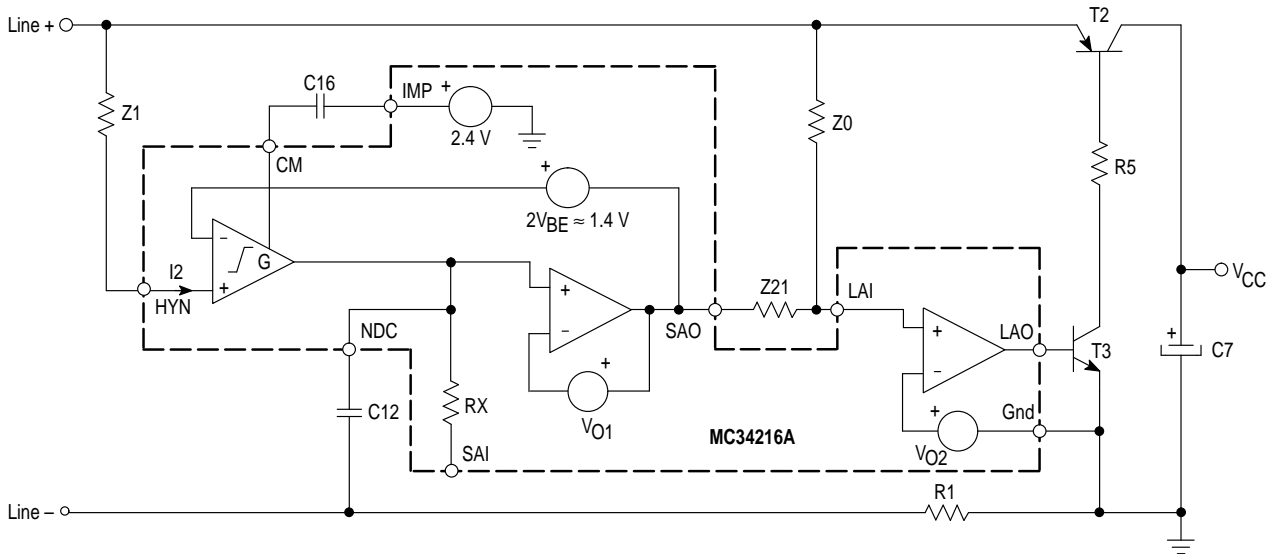 Line +
T2
C16
IMP
+
2.4 V
Z1
Z0
CM
R5
+
2VBE ≈ 1.4 V
−
G
+
I2
HYN
VCC
+
−
Z21
LAI
SAO
NDC
+
−
LAO
T3
+
C7
+
VO1
RX
C12
Gnd
+
VO2
MC34216A
SAI
R1
Line –